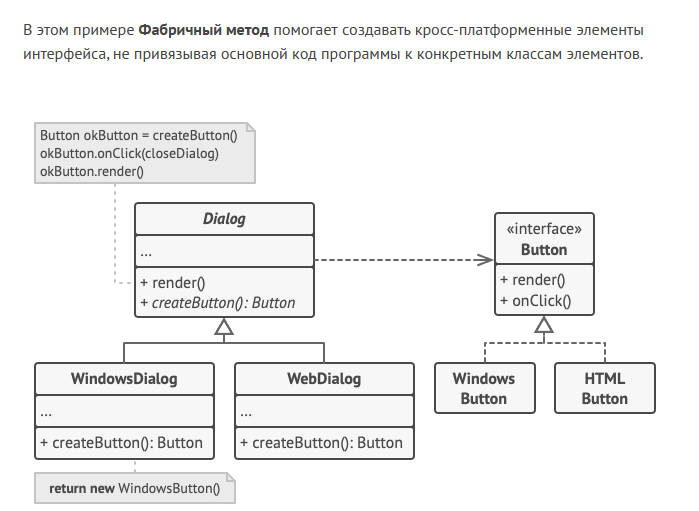 В этом примере Фабричный метод помогает создавать кросс-платформенные элементы
интерфейса, не привязывая основной код программы к конкретным классам элементов.
Button okButton = createButton()
okButton.onClick(closeDialog)
okButton.render()
Dialog
...
+ render()
+ createButton(): Button
«interface»
Button
+ render()
+ onClick()
WindowsDialog
...
+ createButton(): Button
return new WindowsButton()
WebDialog
...
+ createButton(): Button
Windows
Button
HTML
Button